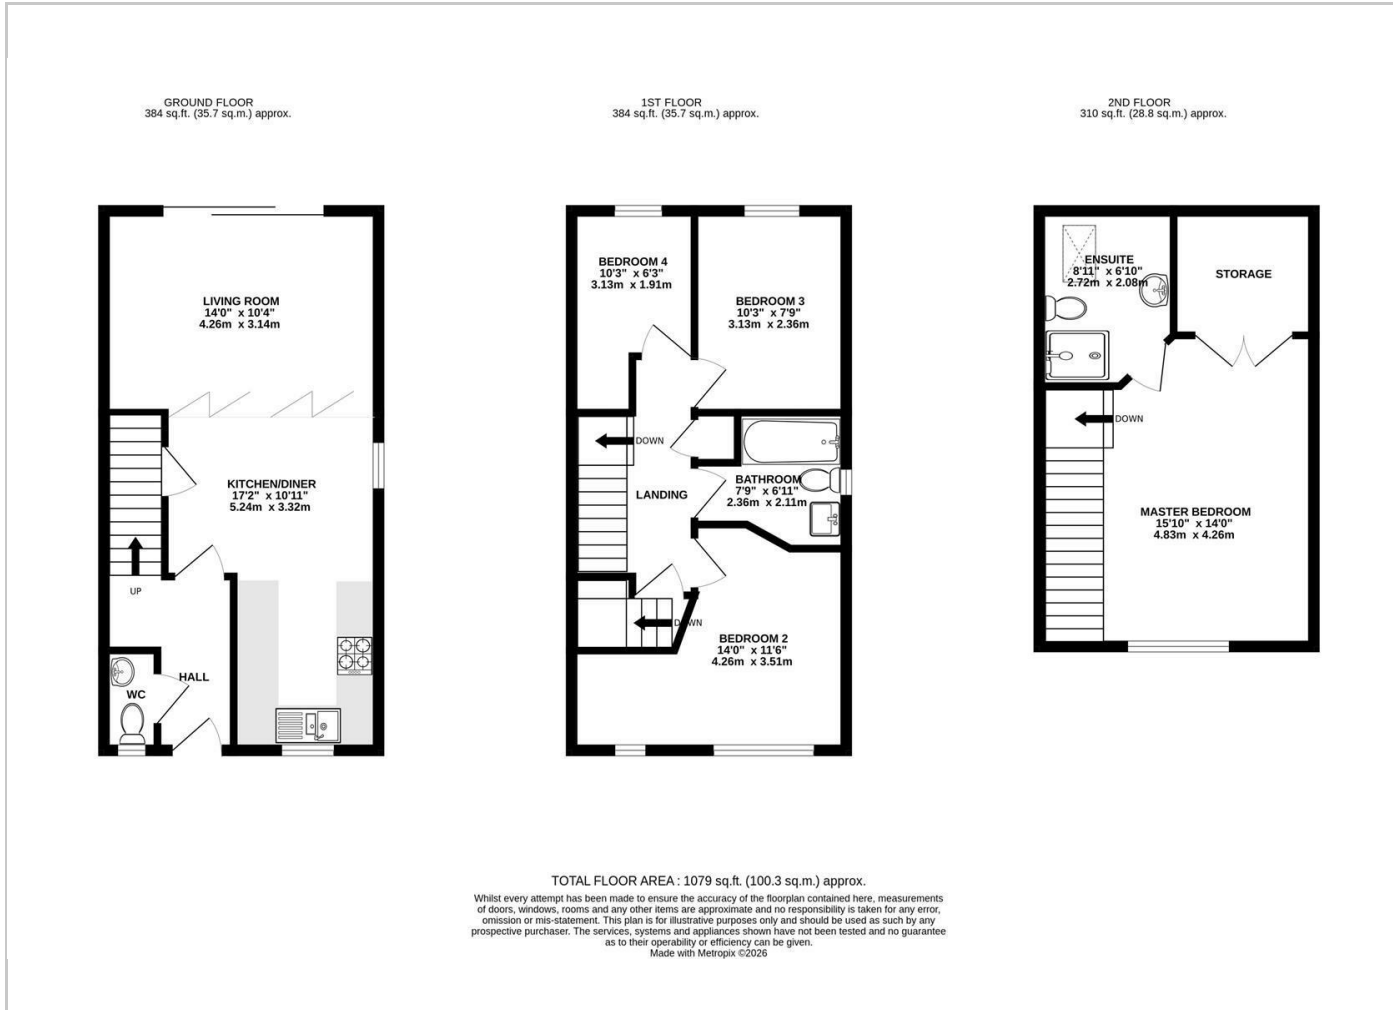 GROUND FLOOR
384 sq.ft. (35.7 sq.m.) approx.
1ST FLOOR
384 sq.ft. (35.7 sq.m.) approx.
2ND FLOOR
310 sq.ft. (28.8 sq.m.) approx.
LIVING ROOM
14'0" x 10'4"
4.26m x 3.14m
KITCHEN/DINER
17'2" x 10'11"
5.24m x 3.32m
UP
HALL
WC
BEDROOM 4
10'3" x 6'3"
3.13m x 1.91m
BEDROOM 3
10'3" x 7'9"
3.13m x 2.36m
DOWN
LANDING
BATHROOM
7'9" x 6'11"
2.36m x 2.11m
DOWN
BEDROOM 2
14'0" x 11'6"
4.26m x 3.51m
ENSUITE
8'11" x 6'10"
2.72m x 2.08m
STORAGE
DOWN
MASTER BEDROOM
15'10" x 14'0"
4.83m x 4.26m
TOTAL FLOOR AREA : 1079 sq.ft. (100.3 sq.m.) approx.
Whilst every attempt has been made to ensure the accuracy of the floorplan contained here, measurements
of doors, windows, rooms and any other items are approximate and no responsibility is taken for any error,
omission or mis-statement. This plan is for illustrative purposes only and should be used as such by any
prospective purchaser. The services, systems and appliances shown have not been tested and no guarantee
as to their operability or efficiency can be given.
Made with Metropix ©2026